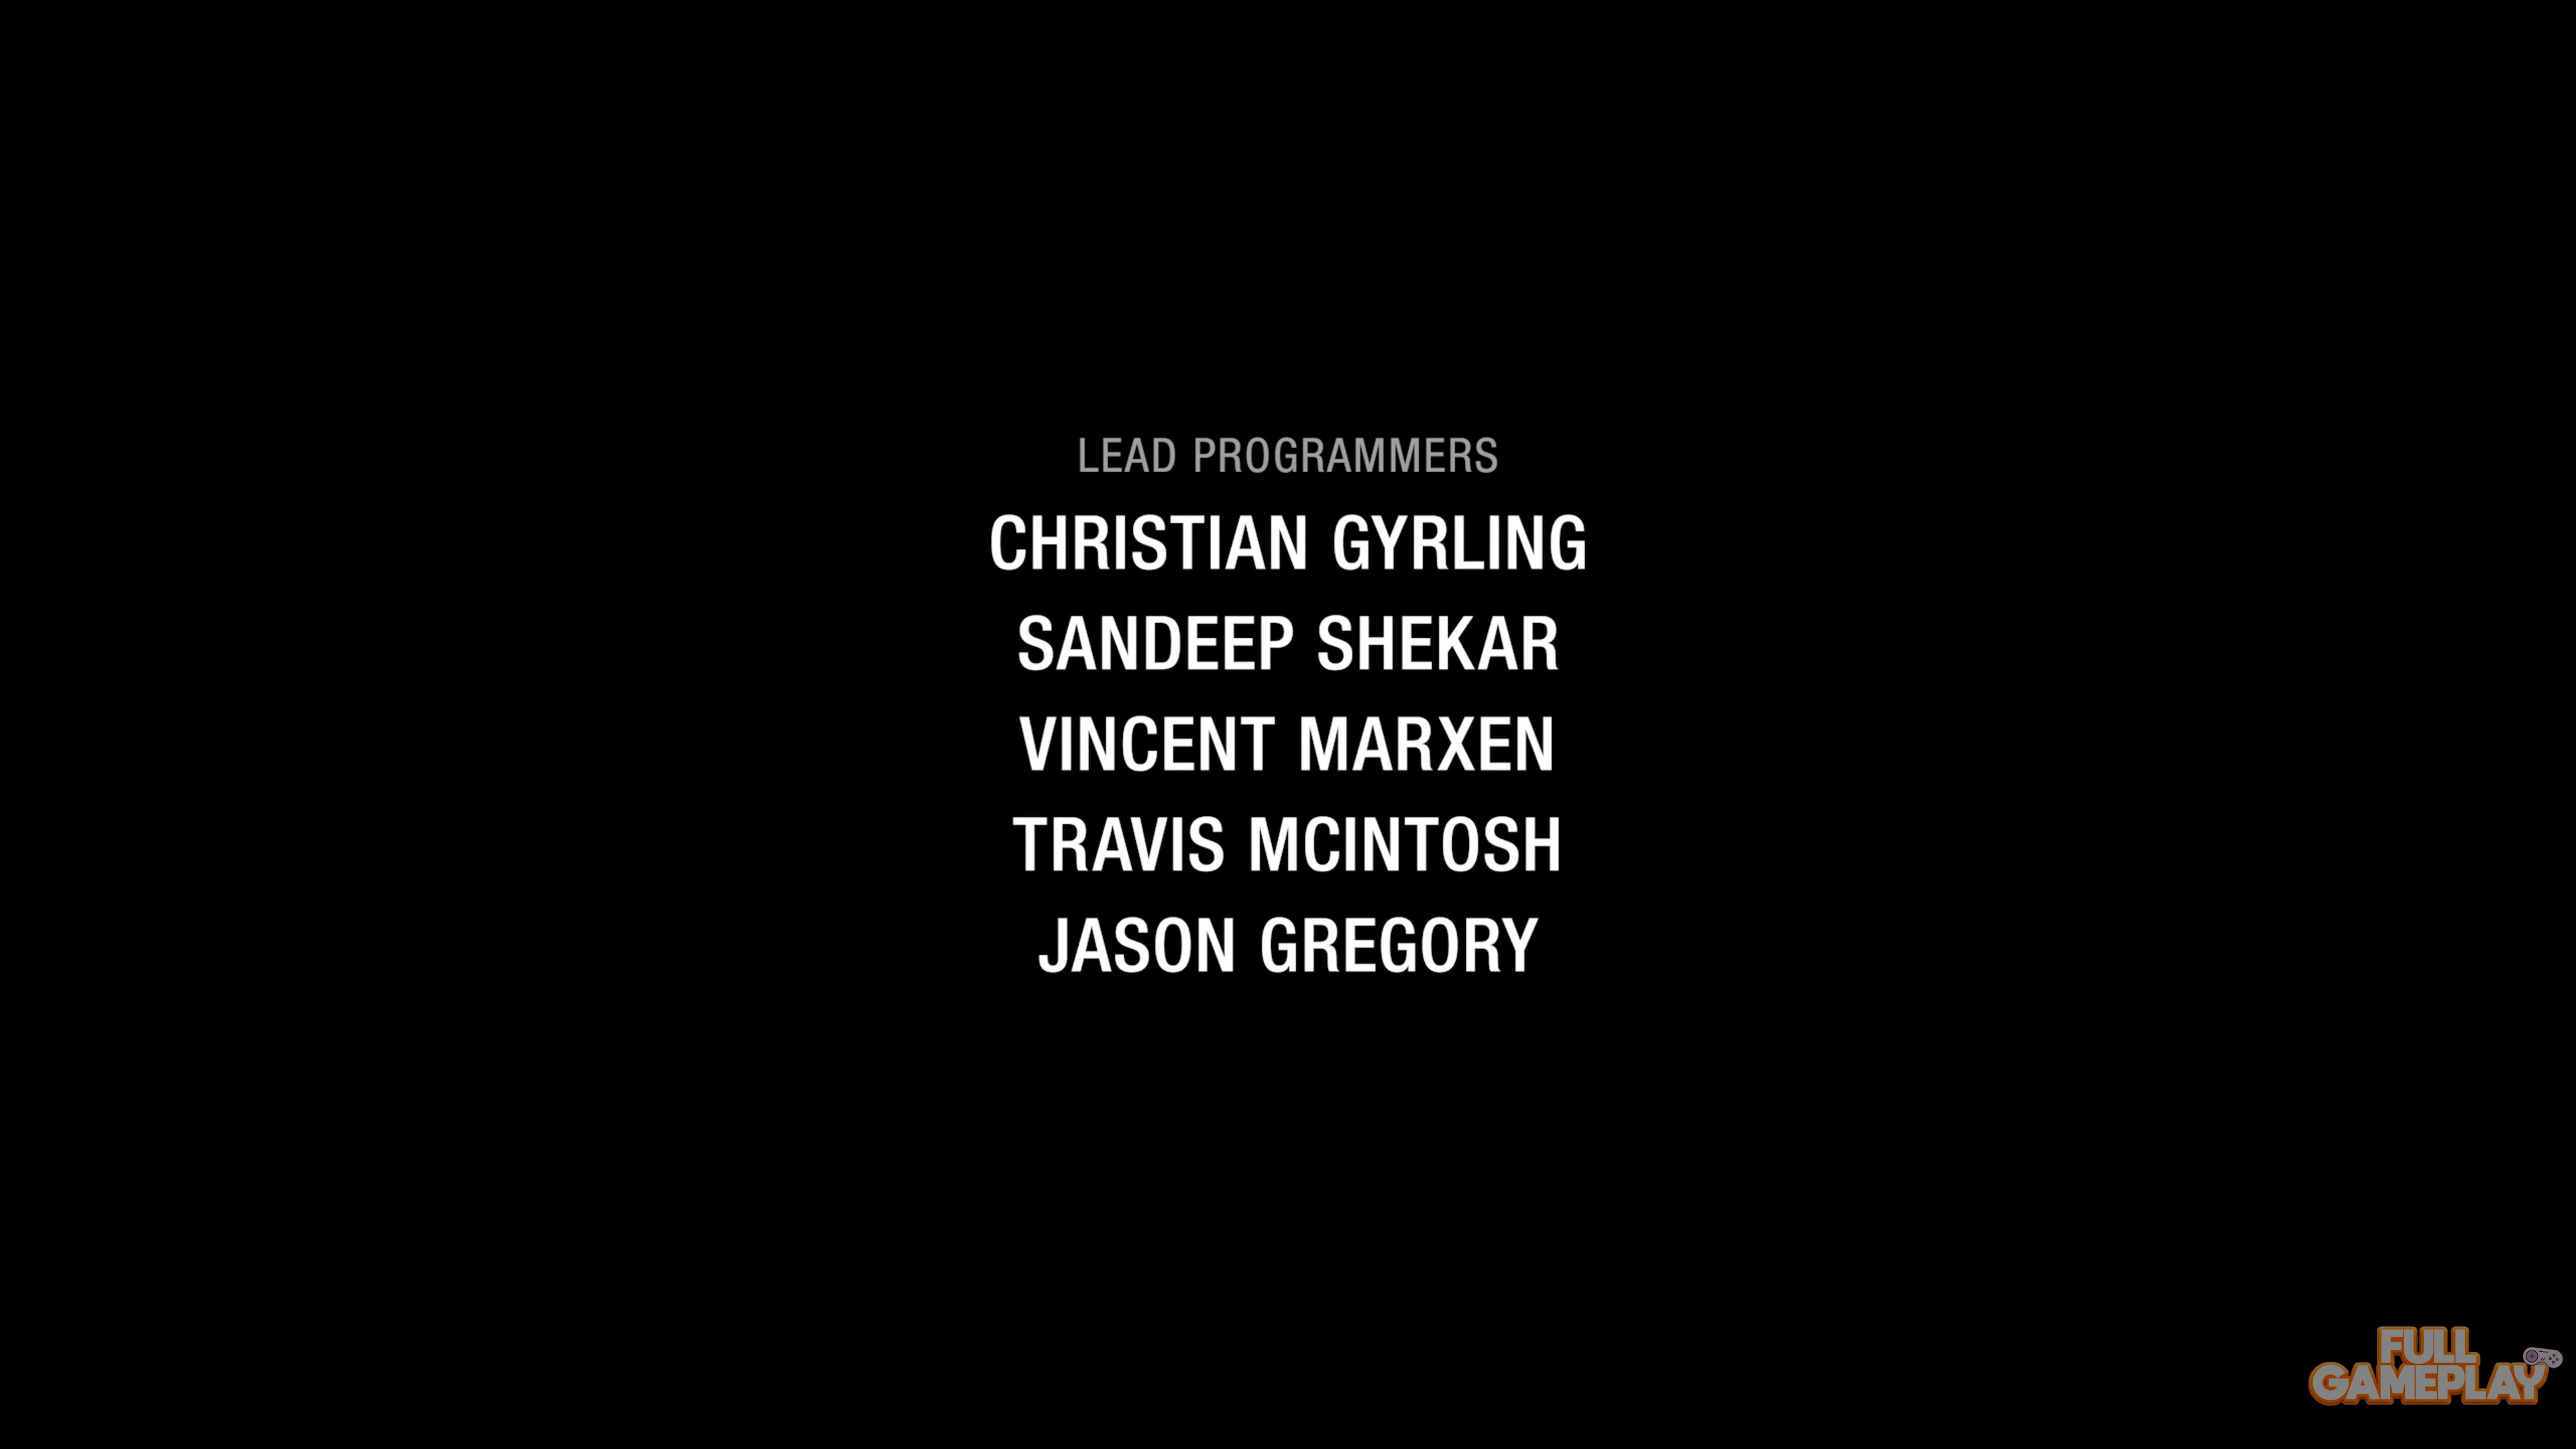 LEAD PROGRAMMERS
CHRISTIAN GYRLING
SANDEEP SHEKAR
VINCENT MARXEN
TRAVIS MCINTOSH
JASON GREGORY
FULL
GAMEPLAY